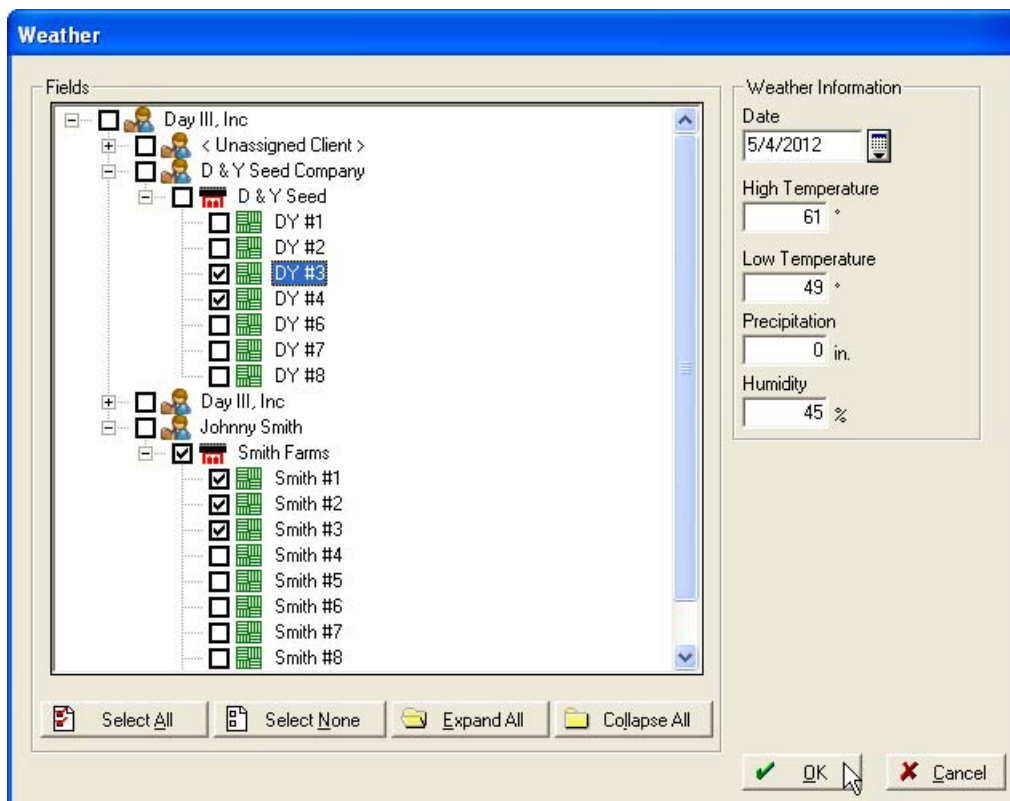 Weather
Fields
Day III, Inc
< Unassigned Client >
D & Y Seed Company
D & Y Seed
DY #1
DY #2
DY #3
DY #4
DY #6
DY #7
DY #8
Day III, Inc
Johnny Smith
Smith Farms
Smith #1
Smith #2
Smith #3
Smith #4
Smith #5
Smith #6
Smith #7
Smith #8
Select All
Select None
Expand All
Collapse All
Weather Information
Date
5/4/2012
High Temperature
61 °
Low Temperature
49 °
Precipitation
0 in.
Humidity
45 %
OK
Cancel